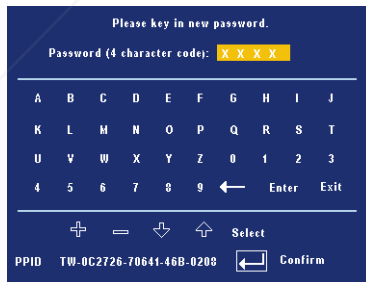 Please key in new password.
Password (4 character code): X X X X
A B C D E F G H I J
K L M N O P Q R S T
U V W X Y Z 0 1 2 3
4 5 6 7 8 9 ← Enter Exit
Select
PPID TW-0C2726-70641-46B-0208 Confirm